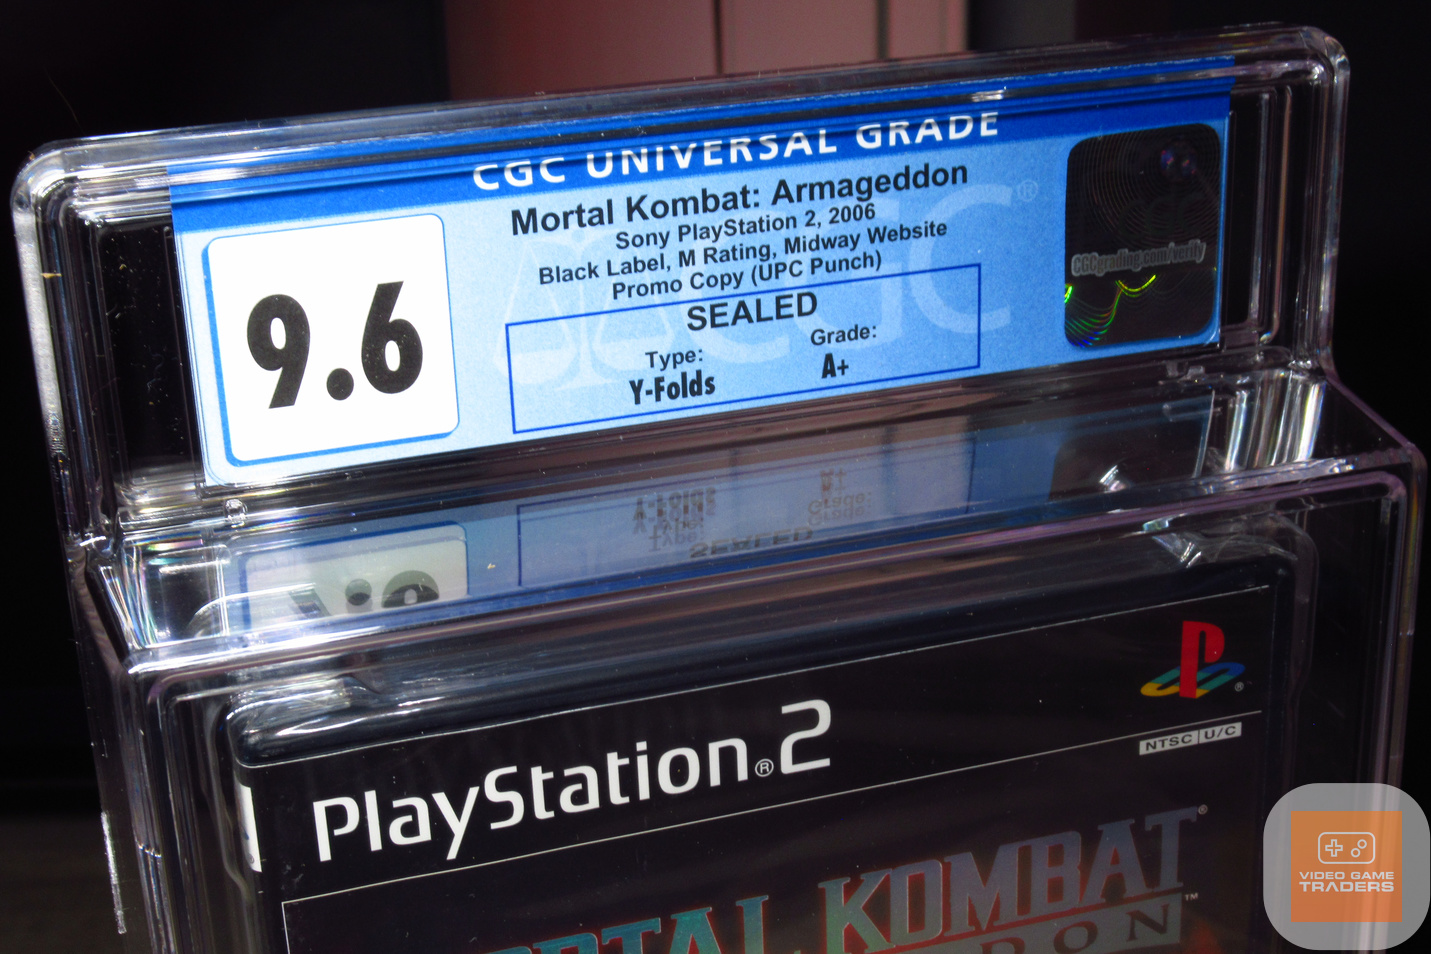 CGC UNIVERSAL GRADE
Mortal Kombat: Armageddon
Sony PlayStation 2, 2006
Black Label, M Rating, Midway Website
Promo Copy (UPC Punch)
SEALED
Type: Grade:
Y-Folds A+
9.6
CGC®
CGCgrading.com/verify
PlayStation®2
NTSC U/C
KOMBAT®
VIDEO GAME
TRADERS